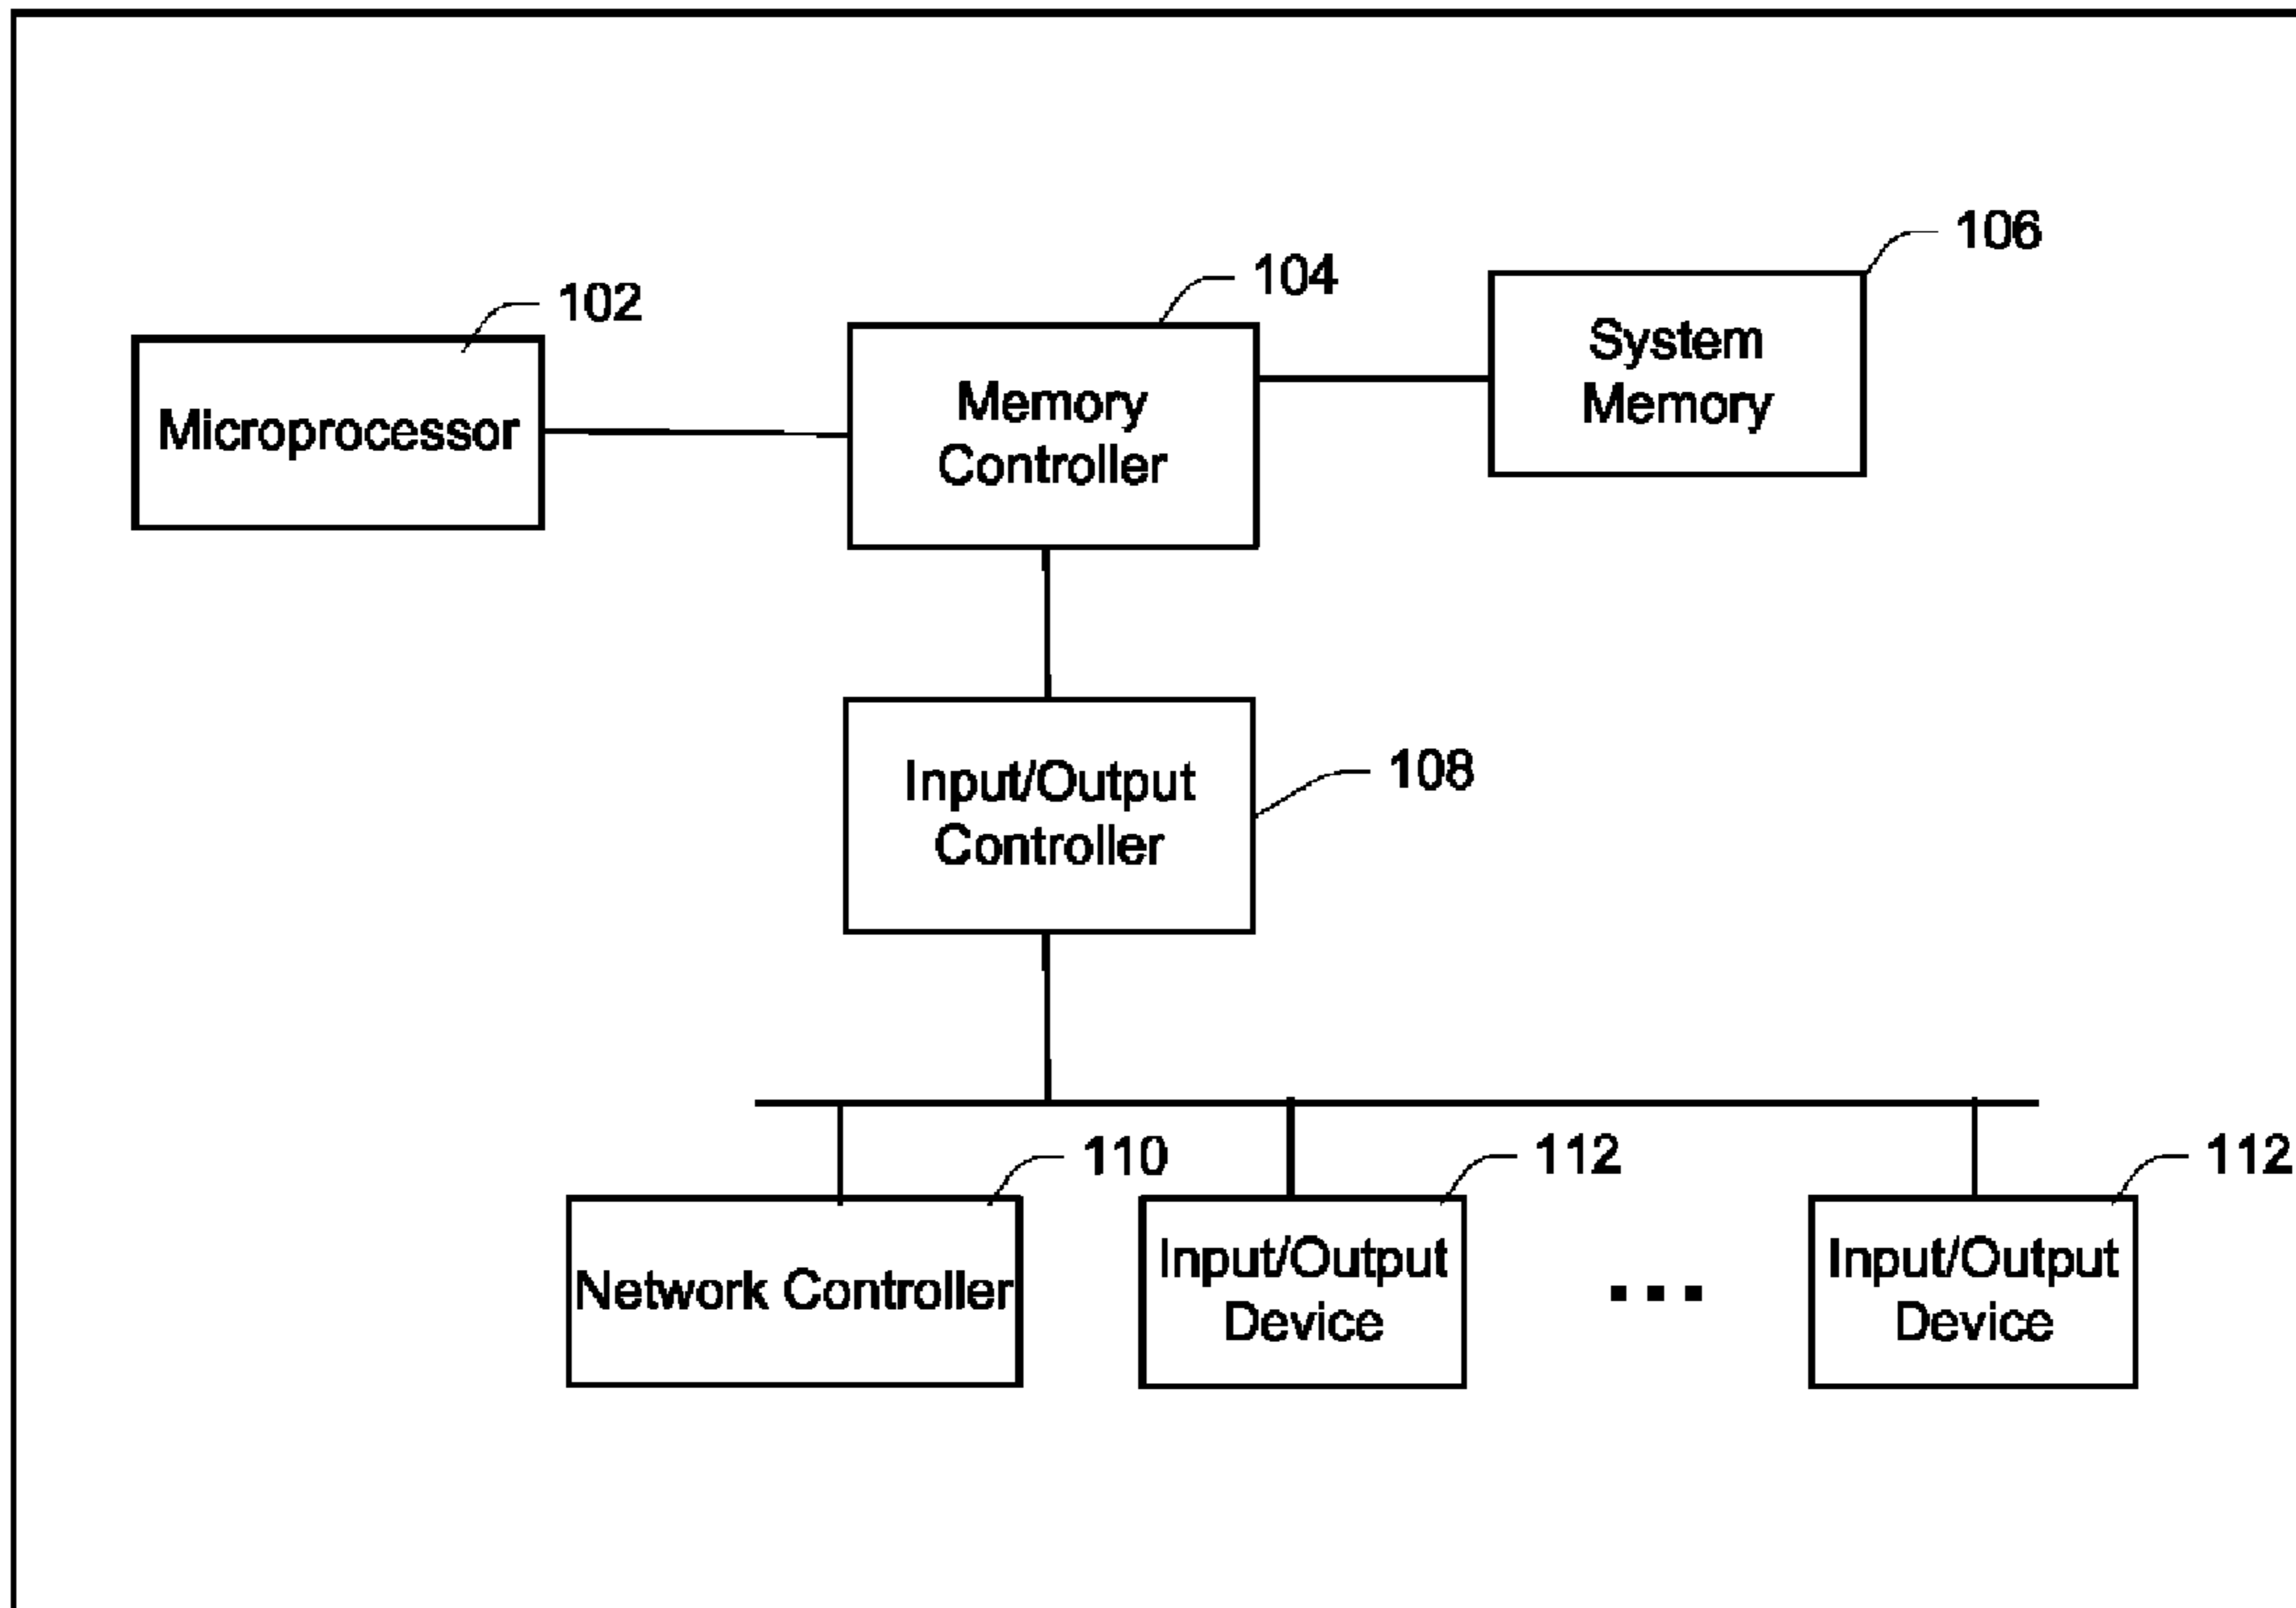 106
104
102
System
Memory
Memory
Controller
Microprocessor
108
Input/Output
Controller
110
112
112
Network Controller
Input/Output
Device
...
Input/Output
Device